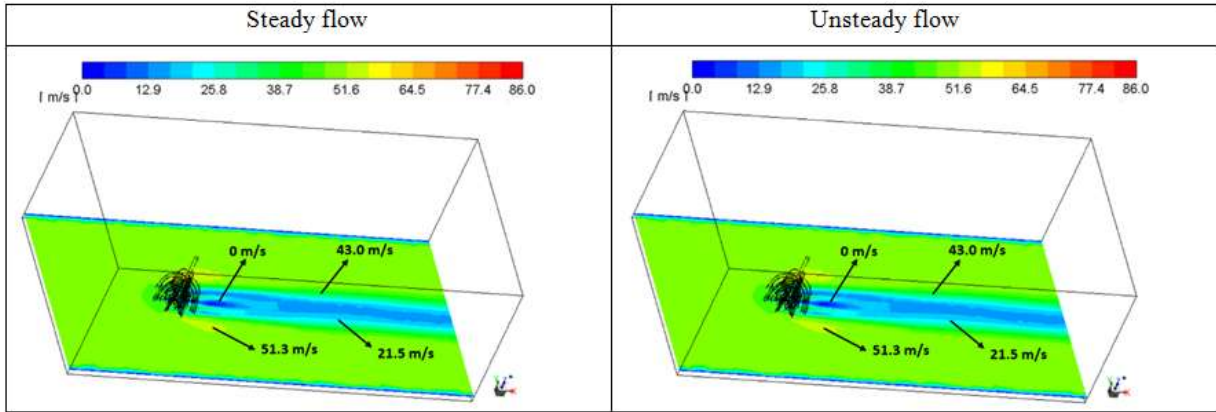 Steady flow
Unsteady flow
[ m/s ]
0.0 12.9 25.8 38.7 51.6 64.5 77.4 86.0
0 m/s
43.0 m/s
51.3 m/s
21.5 m/s
[ m/s ]
0.0 12.9 25.8 38.7 51.6 64.5 77.4 86.0
0 m/s
43.0 m/s
51.3 m/s
21.5 m/s